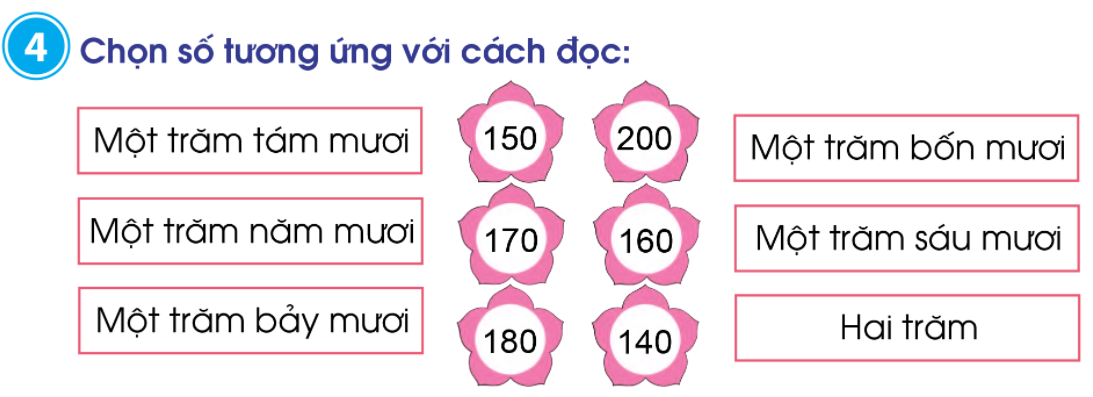 4 Chọn số tương ứng với cách đọc:
Một trăm tám mươi
150
200
Một trăm bốn mươi
Một trăm năm mươi
170
160
Một trăm sáu mươi
Một trăm bảy mươi
180
140
Hai trăm